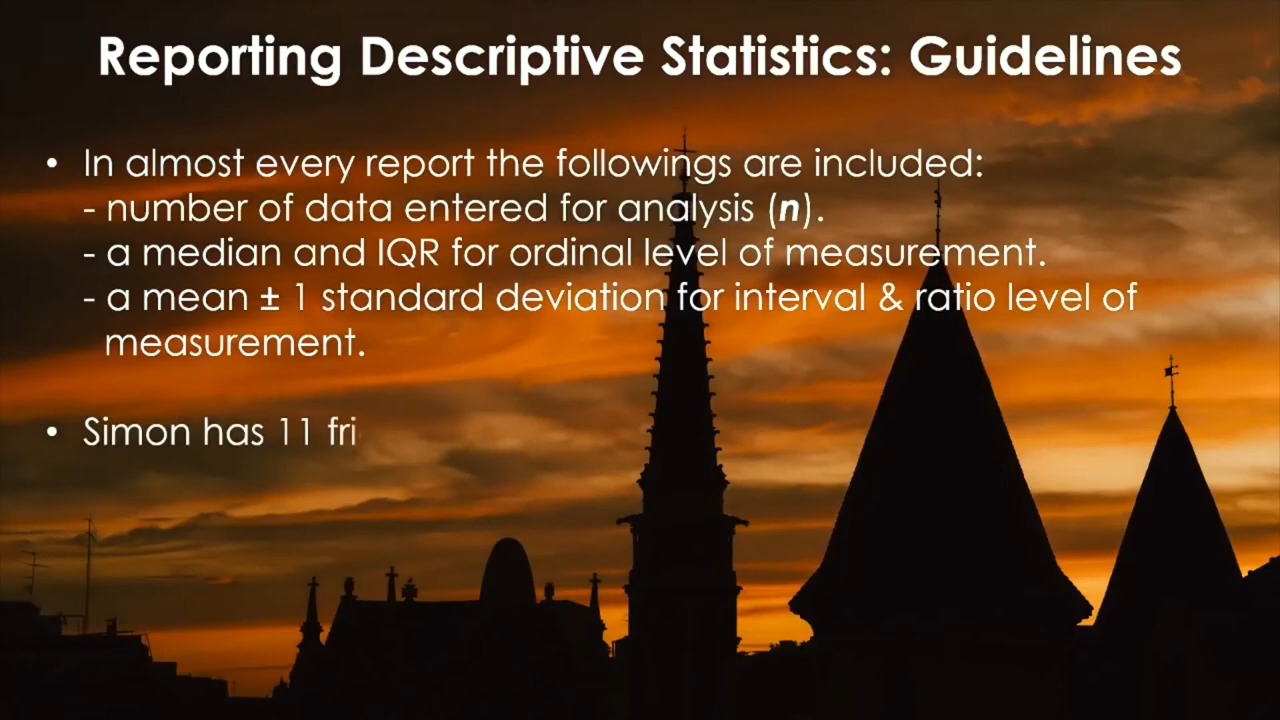 Reporting Descriptive Statistics: Guidelines
• In almost every report the followings are included:
- number of data entered for analysis (n).
- a median and IQR for ordinal level of measurement.
- a mean ± 1 standard deviation for interval & ratio level of
measurement.
• Simon has 11 fri